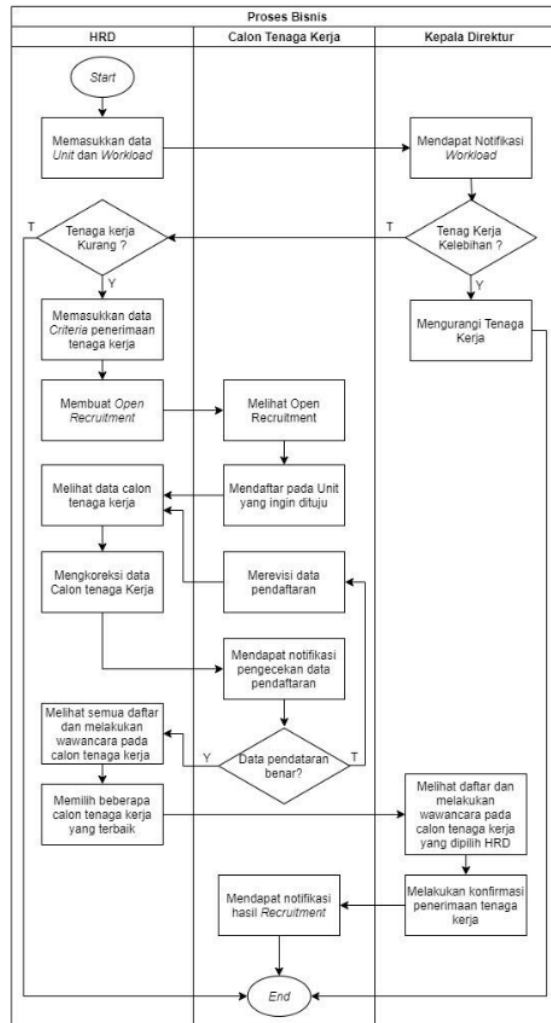 Proses Bisnis
HRD
Calon Tenaga Kerja
Kepala Direktur
Start
Memasukkan data
Unit dan Workload
Mendapat Notifikasi
Workload
T
Tenaga kerja
Kurang ?
T
Tenag Kerja
Kelebihan ?
Y
Y
Memasukkan data
Criteria penerimaan
tenaga kerja
Mengurangi Tenaga
Kerja
Membuat Open
Recruitment
Melihat Open
Recruitment
Melihat data calon
tenaga kerja
Mendaftar pada Unit
yang ingin dituju
Mengkoreksi data
Calon tenaga Kerja
Merevisi data
pendaftaran
Mendapat notifikasi
pengecekan data
pendaftaran
Melihat semua daftar
dan melakukan
wawancara pada
calon tenaga kerja
Y
Data pendataran
benar?
T
Memilih beberapa
calon tenaga kerja
yang terbaik
Melihat daftar dan
melakukan
wawancara pada
calon tenaga kerja
yang dipilih HRD
Mendapat notifikasi
hasil Recruitment
Melakukan konfirmasi
penerimaan tenaga
kerja
End